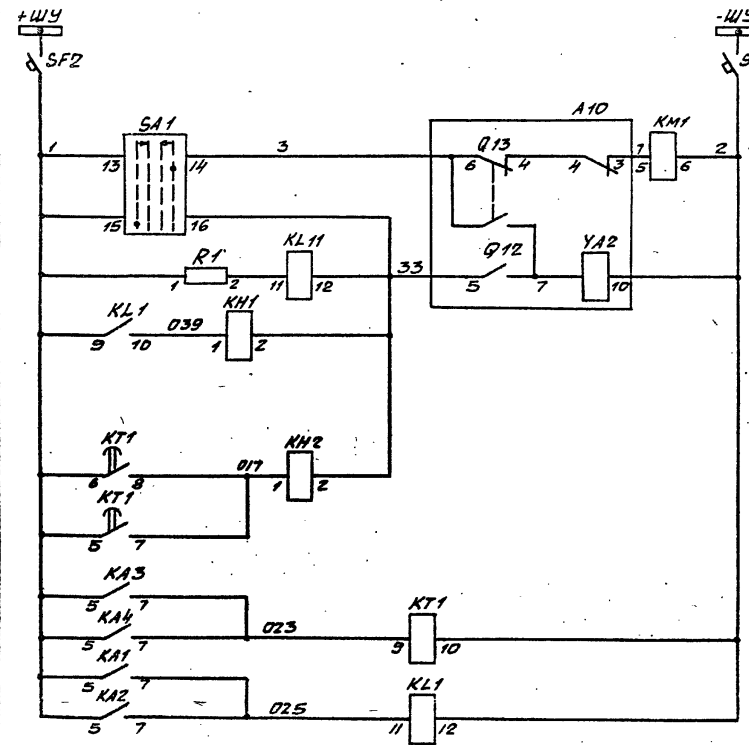 +ШУ -ШУ
SF2 S
SA1 A10
1 13 14 3 Q13 KM1
6 4 4 3 1 5 6 2
15 16
R1 KL11 33 Q12 YA2
1 2 11 12 5 7 10
KL1 039 KH1
9 10 1 2
KT1 KH2
6 8 017 1 2
KT1
5 7
KA3
5 7 KT1
KA4 023
5 7 9 10
KA1
5 7 KL1
KA2 025
5 7 11 12